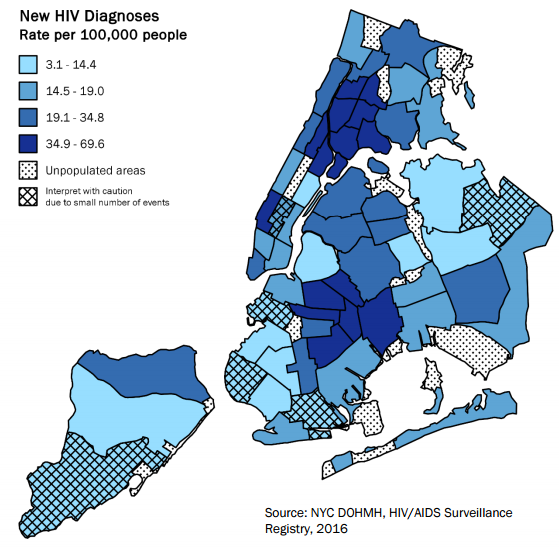 New HIV Diagnoses
Rate per 100,000 people
3.1 - 14.4
14.5 - 19.0
19.1 - 34.8
34.9 - 69.6
Unpopulated areas
Interpret with caution
due to small number of events
Source: NYC DOHMH, HIV/AIDS Surveillance
Registry, 2016